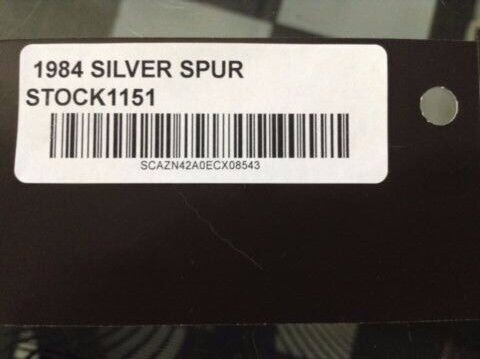 1984 SILVER SPUR
STOCK1151
SCAZN42A0ECX08543